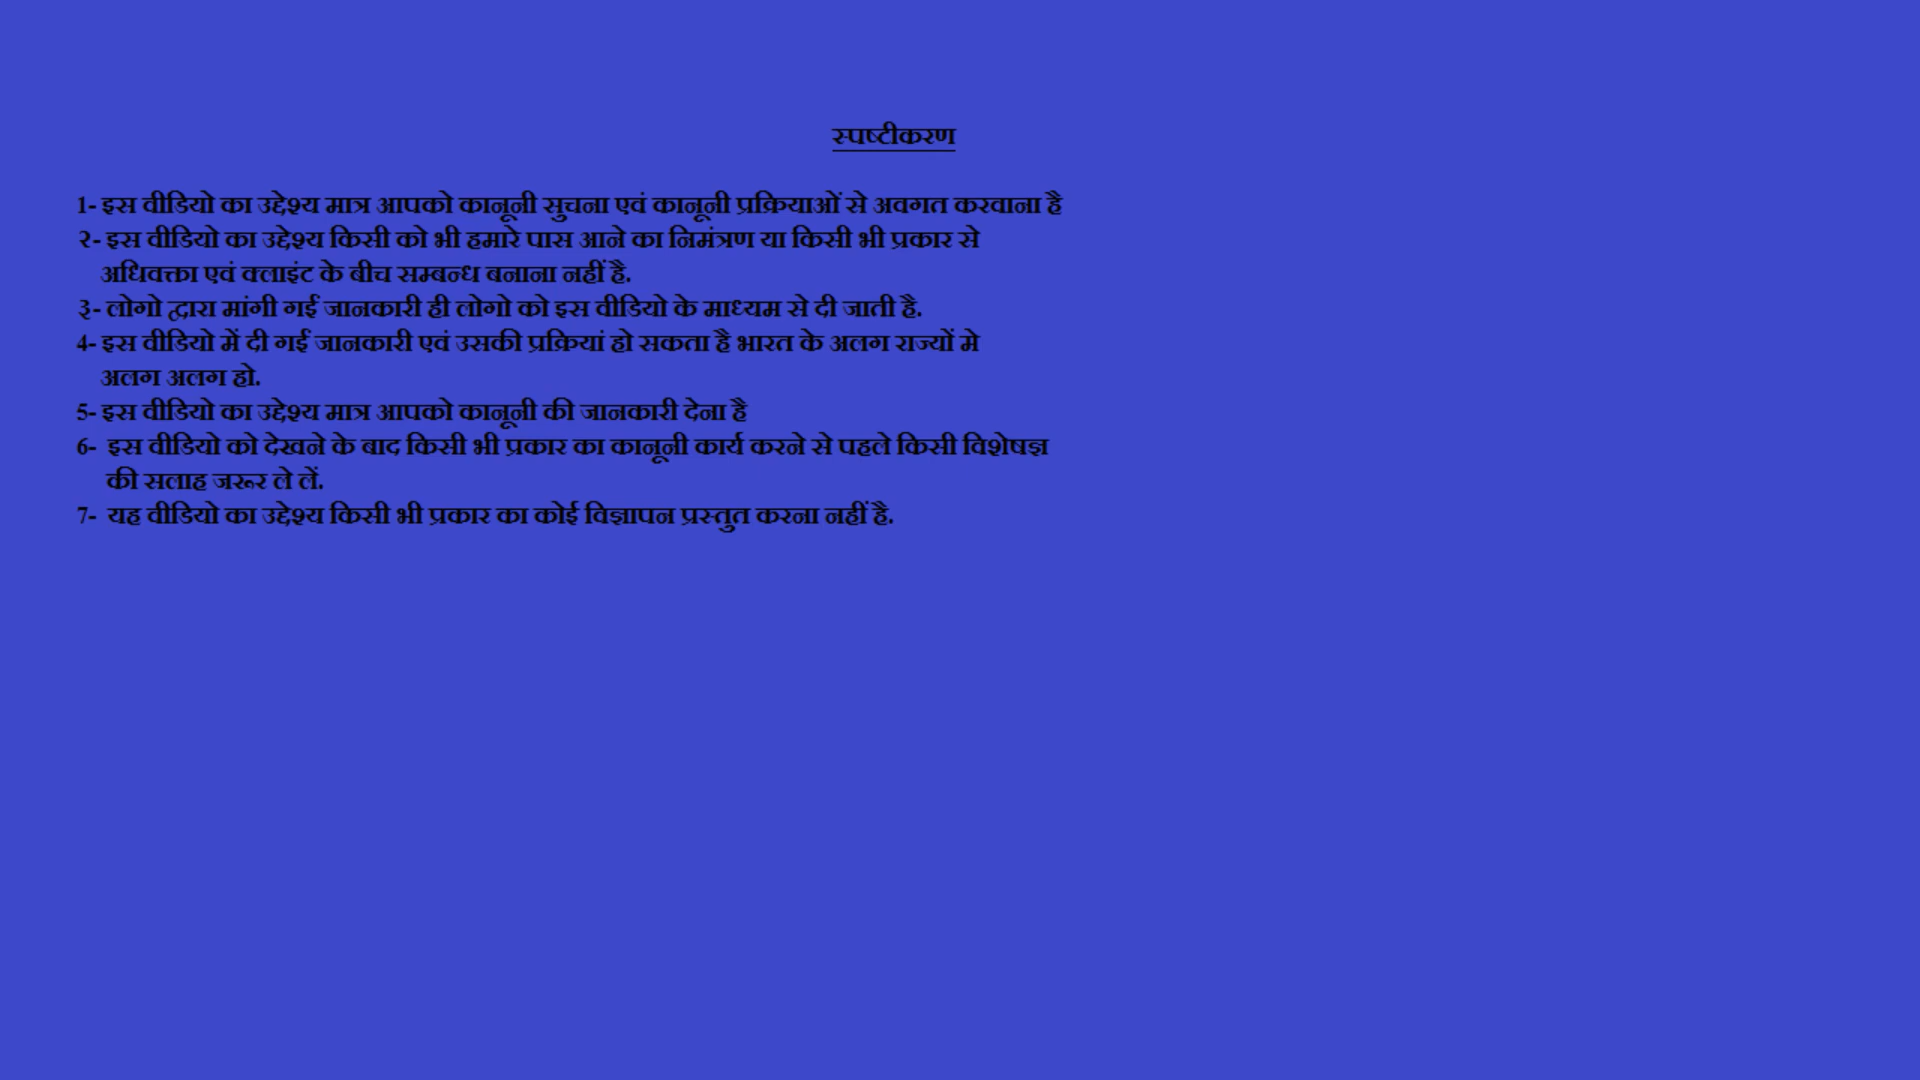 स्पष्टीकरण
1- इस वीडियो का उद्देश्य मात्र आपको कानूनी सुचना एवं कानूनी प्रक्रियाओं से अवगत करवाना है
२- इस वीडियो का उद्देश्य किसी को भी हमारे पास आने का निमंत्रण या किसी भी प्रकार से
अधिवक्ता एवं क्लाइंट के बीच सम्बन्ध बनाना नहीं है.
३- लोगो द्वारा मांगी गई जानकारी ही लोगो को इस वीडियो के माध्यम से दी जाती है.
4- इस वीडियो में दी गई जानकारी एवं उसकी प्रक्रियां हो सकता है भारत के अलग राज्यों मे
अलग अलग हो.
5- इस वीडियो का उद्देश्य मात्र आपको कानूनी की जानकारी देना है
6- इस वीडियो को देखने के बाद किसी भी प्रकार का कानूनी कार्य करने से पहले किसी विशेषज्ञ
की सलाह जरूर ले लें.
7- यह वीडियो का उद्देश्य किसी भी प्रकार का कोई विज्ञापन प्रस्तुत करना नहीं है.